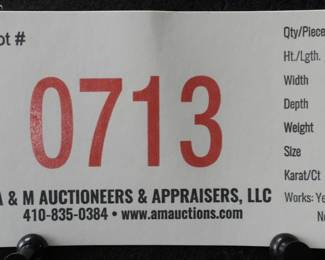 ot #
0713
A & M AUCTIONEERS & APPRAISERS, LLC
410-835-0384 • www.amauctions.com
Qty/Piece
Ht./Lgth.
Width
Depth
Weight
Size
Karat/Ct
Works: Ye
No